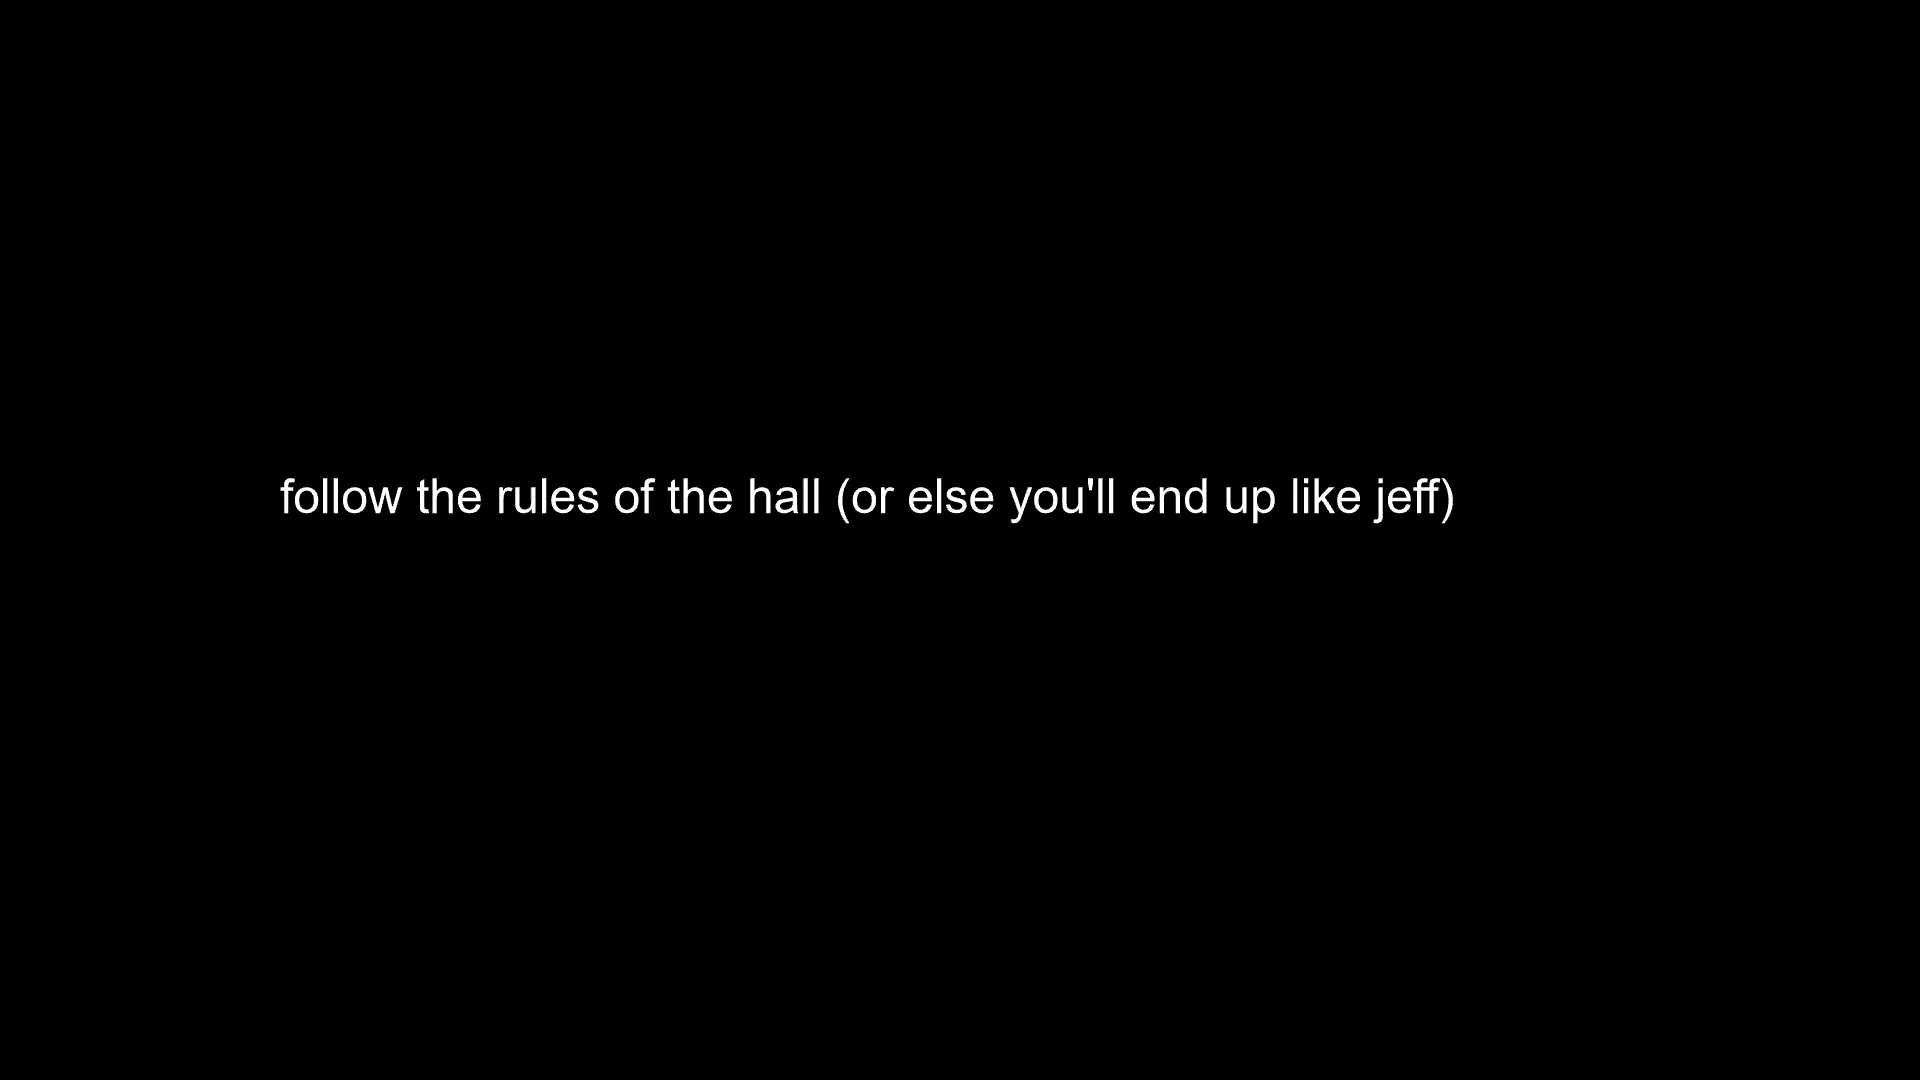 follow the rules of the hall (or else you'll end up like jeff)